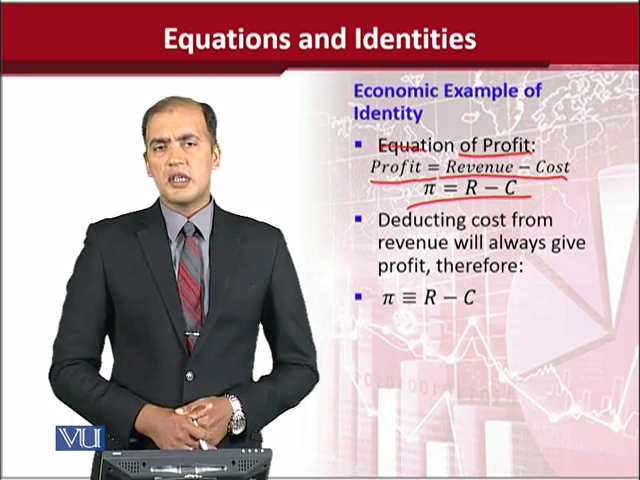 Equations and Identities
Economic Example of
Identity
▪ Equation of Profit:
Profit = Revenue − Cost
π = R − C
▪ Deducting cost from
revenue will always give
profit, therefore:
▪ π ≡ R − C
VU